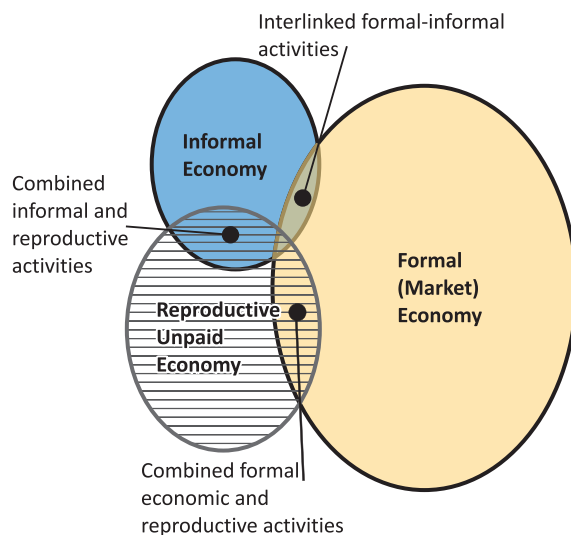 Interlinked formal-informal
activities
Informal
Economy
Combined
informal and
reproductive
activities
Formal
(Market)
Economy
Reproductive
Unpaid
Economy
Combined formal
economic and
reproductive activities